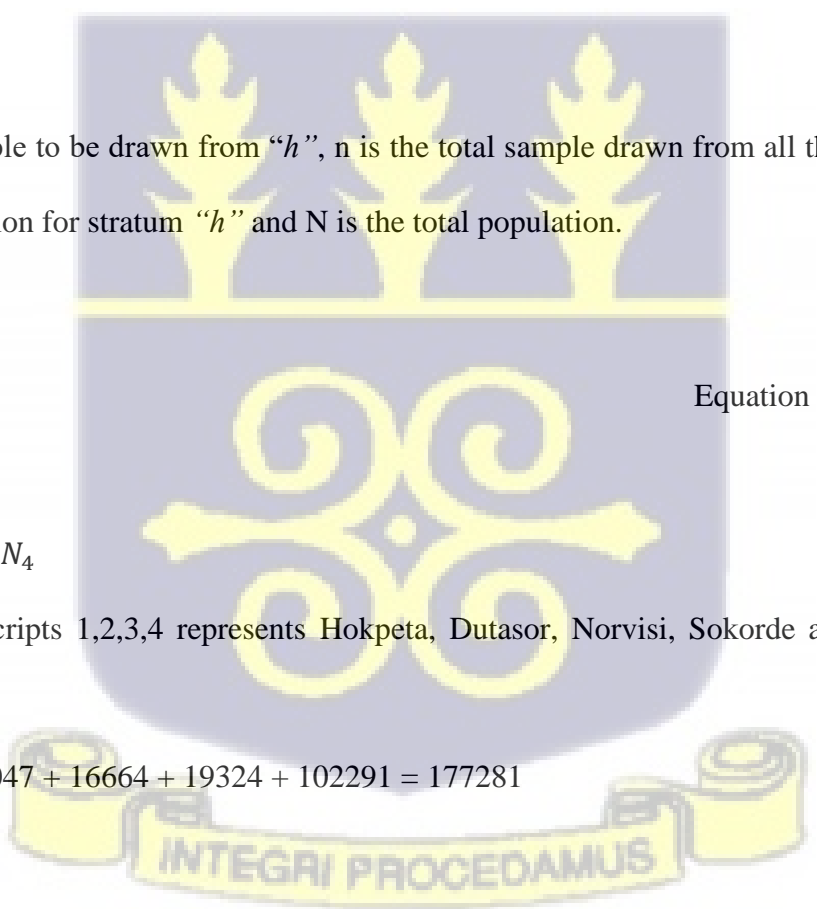 ple to be drawn from “h”, n is the total sample drawn from all th
ion for stratum “h” and N is the total population.
Equation
N₄
cripts 1,2,3,4 represents Hokpeta, Dutasor, Norvisi, Sokorde a
047 + 16664 + 19324 + 102291 = 177281
INTEGRI PROCEDAMUS